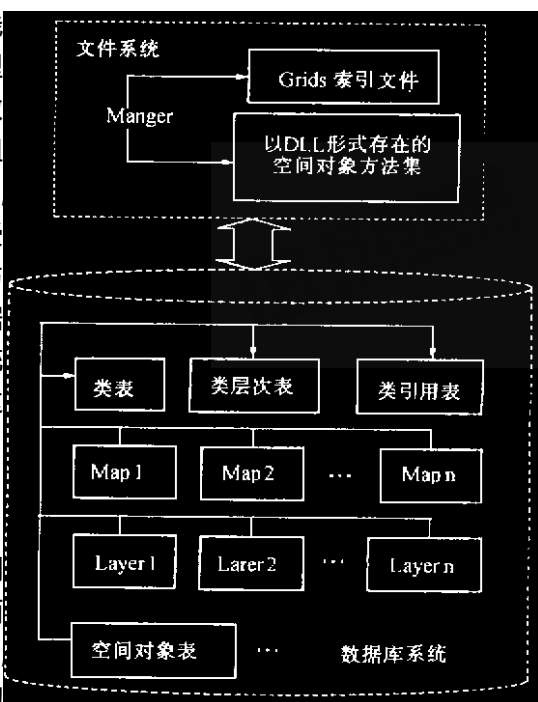 文件系统
Grids 索引文件
Manger
以DLL形式存在的
空间对象方法集
类表
类层次表
类引用表
Map 1
Map 2
...
Map n
Layer 1
Larer 2
...
Layer n
空间对象表
...
数据库系统